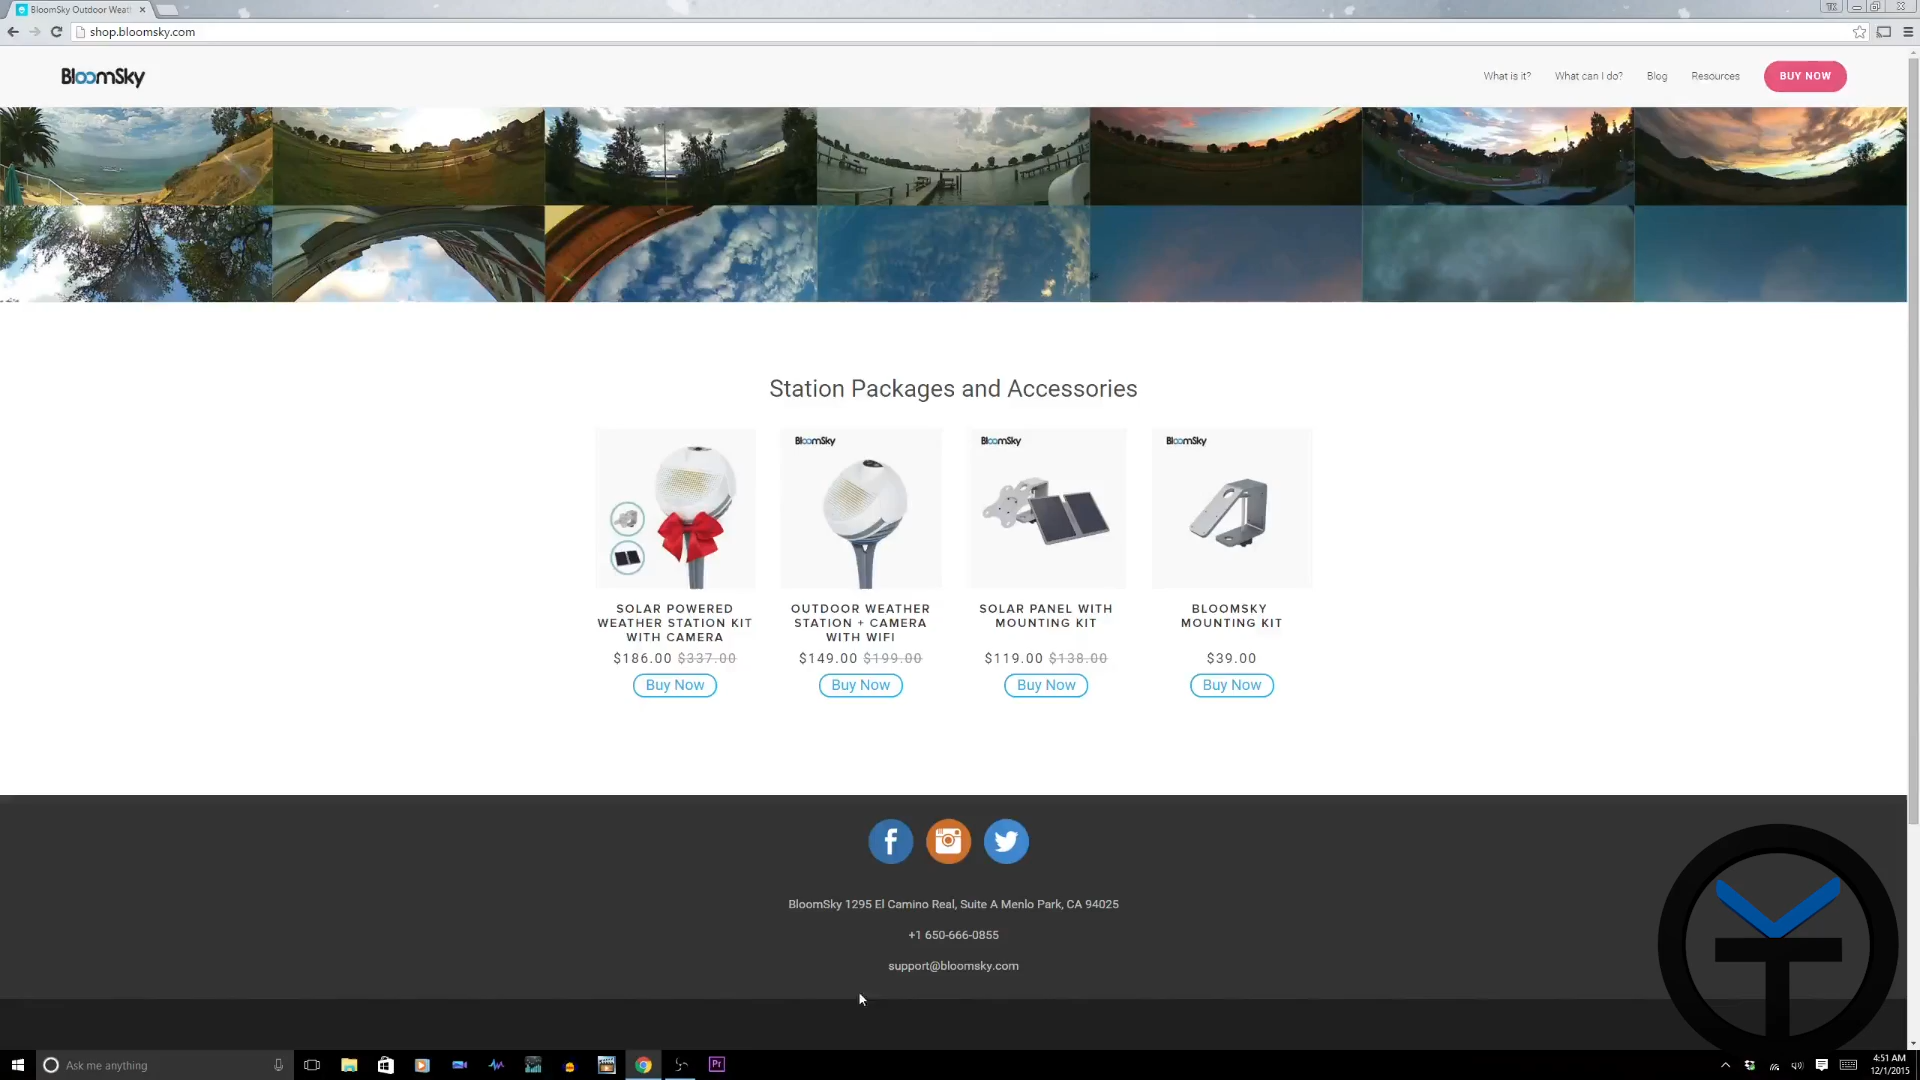 BloomSky Outdoor Weat
shop.bloomsky.com
BloomSky
What is it?
What can I do?
Blog
Resources
BUY NOW
Station Packages and Accessories
BloomSky
BloomSky
BloomSky
SOLAR POWERED
WEATHER STATION KIT
WITH CAMERA
$186.00 $337.00
Buy Now
OUTDOOR WEATHER
STATION + CAMERA
WITH WIFI
$149.00 $199.00
Buy Now
SOLAR PANEL WITH
MOUNTING KIT
$119.00 $138.00
Buy Now
BLOOMSKY
MOUNTING KIT
$39.00
Buy Now
BloomSky 1295 El Camino Real, Suite A Menlo Park, CA 94025
+1 650-666-0855
support@bloomsky.com
Ask me anything
Pr
4:51 AM
12/1/2015